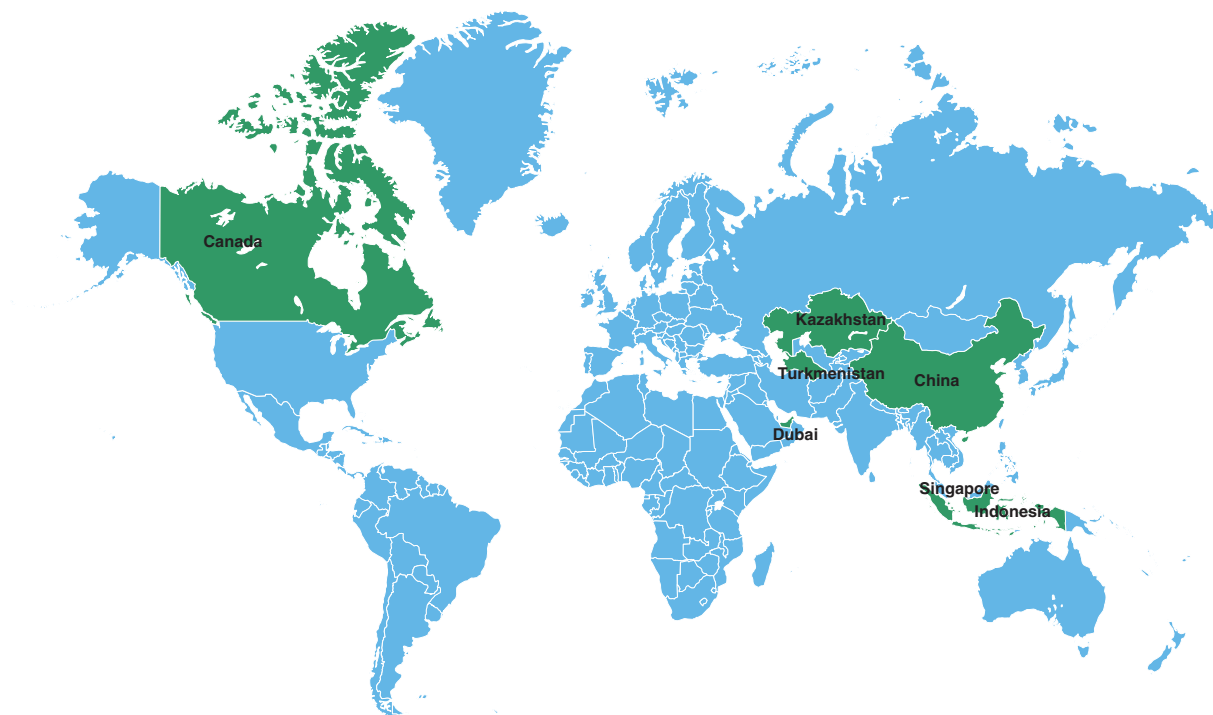 Canada
Kazakhstan
Turkmenistan
China
Dubai
Singapore
Indonesia